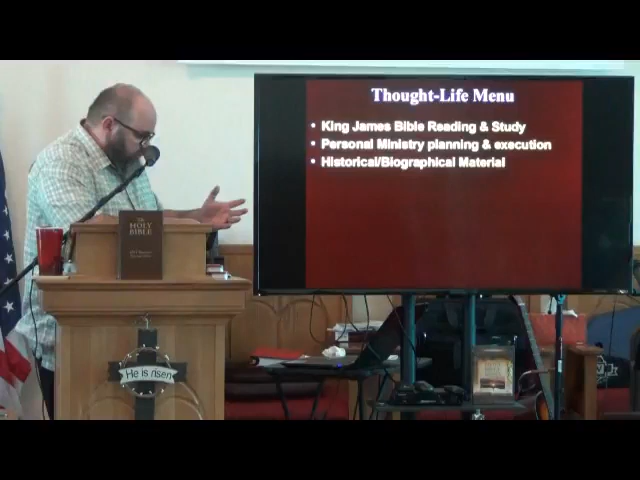 Thought-Life Menu
• King James Bible Reading & Study
• Personal Ministry planning & execution
• Historical/Biographical Material
THE
HOLY
BIBLE
He is risen